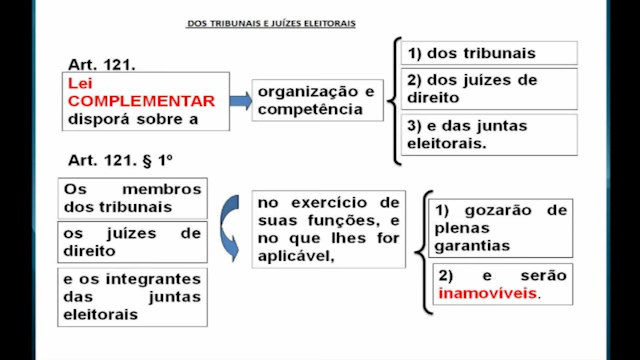 DOS TRIBUNAIS E JUÍZES ELEITORAIS
Art. 121.
Lei
COMPLEMENTAR
disporá sobre a
organização e
competência
1) dos tribunais
2) dos juízes de
direito
3) e das juntas
eleitorais.
Art. 121. § 1º
Os membros
dos tribunais
os juízes de
direito
e os integrantes
das juntas
eleitorais
no exercício de
suas funções, e
no que lhes for
aplicável,
1) gozarão de
plenas
garantias
2) e serão
inamovíveis.